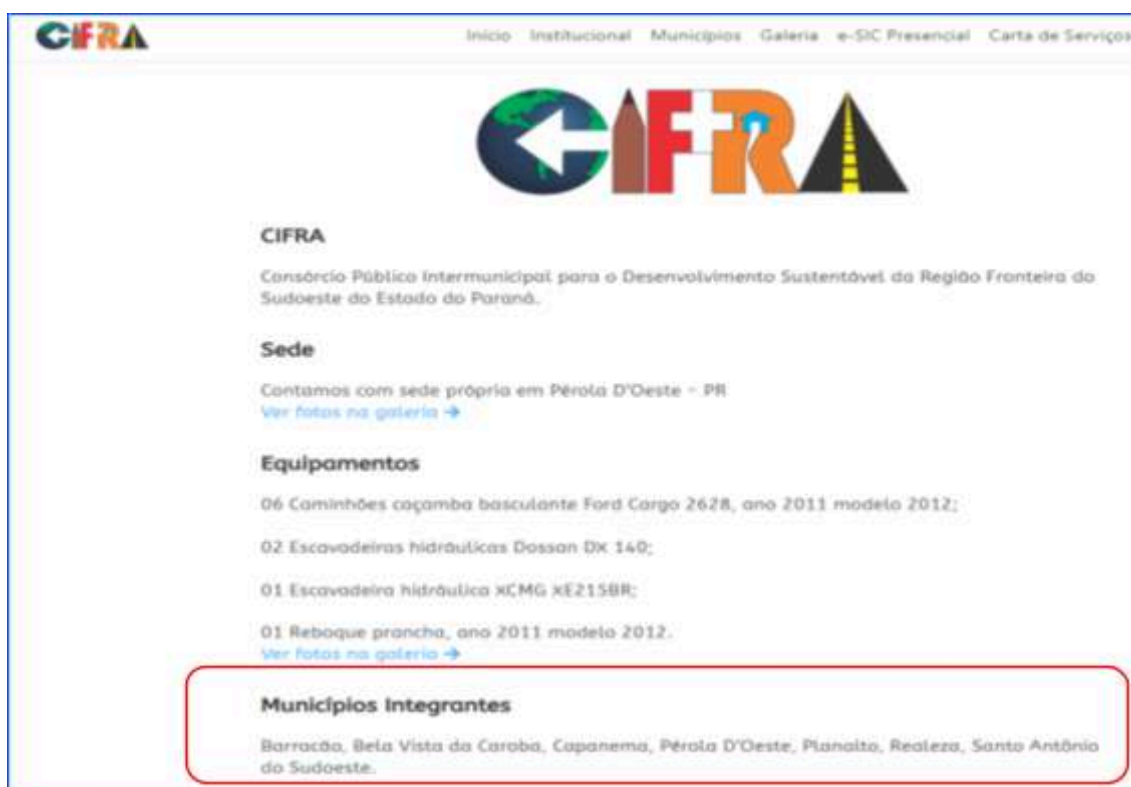 CIFRA
Início Institucional Municípios Galeria e-SIC Presencial Carta de Serviços
CIFRA
CIFRA
Consórcio Público Intermunicipal para o Desenvolvimento Sustentável da Região Fronteira do
Sudoeste do Estado do Paraná.
Sede
Contamos com sede própria em Pérola D'Oeste - PR
Ver fotos na galeria →
Equipamentos
06 Caminhões caçamba basculante Ford Cargo 2628, ano 2011 modelo 2012;
02 Escavadeiras hidráulicas Dossan DX 140;
01 Escavadeira hidráulica XCMG XE215BR;
01 Reboque prancha, ano 2011 modelo 2012.
Ver fotos na galeria →
Municípios Integrantes
Barracão, Bela Vista da Caroba, Capanema, Pérola D'Oeste, Planalto, Realeza, Santo Antônio
do Sudoeste.